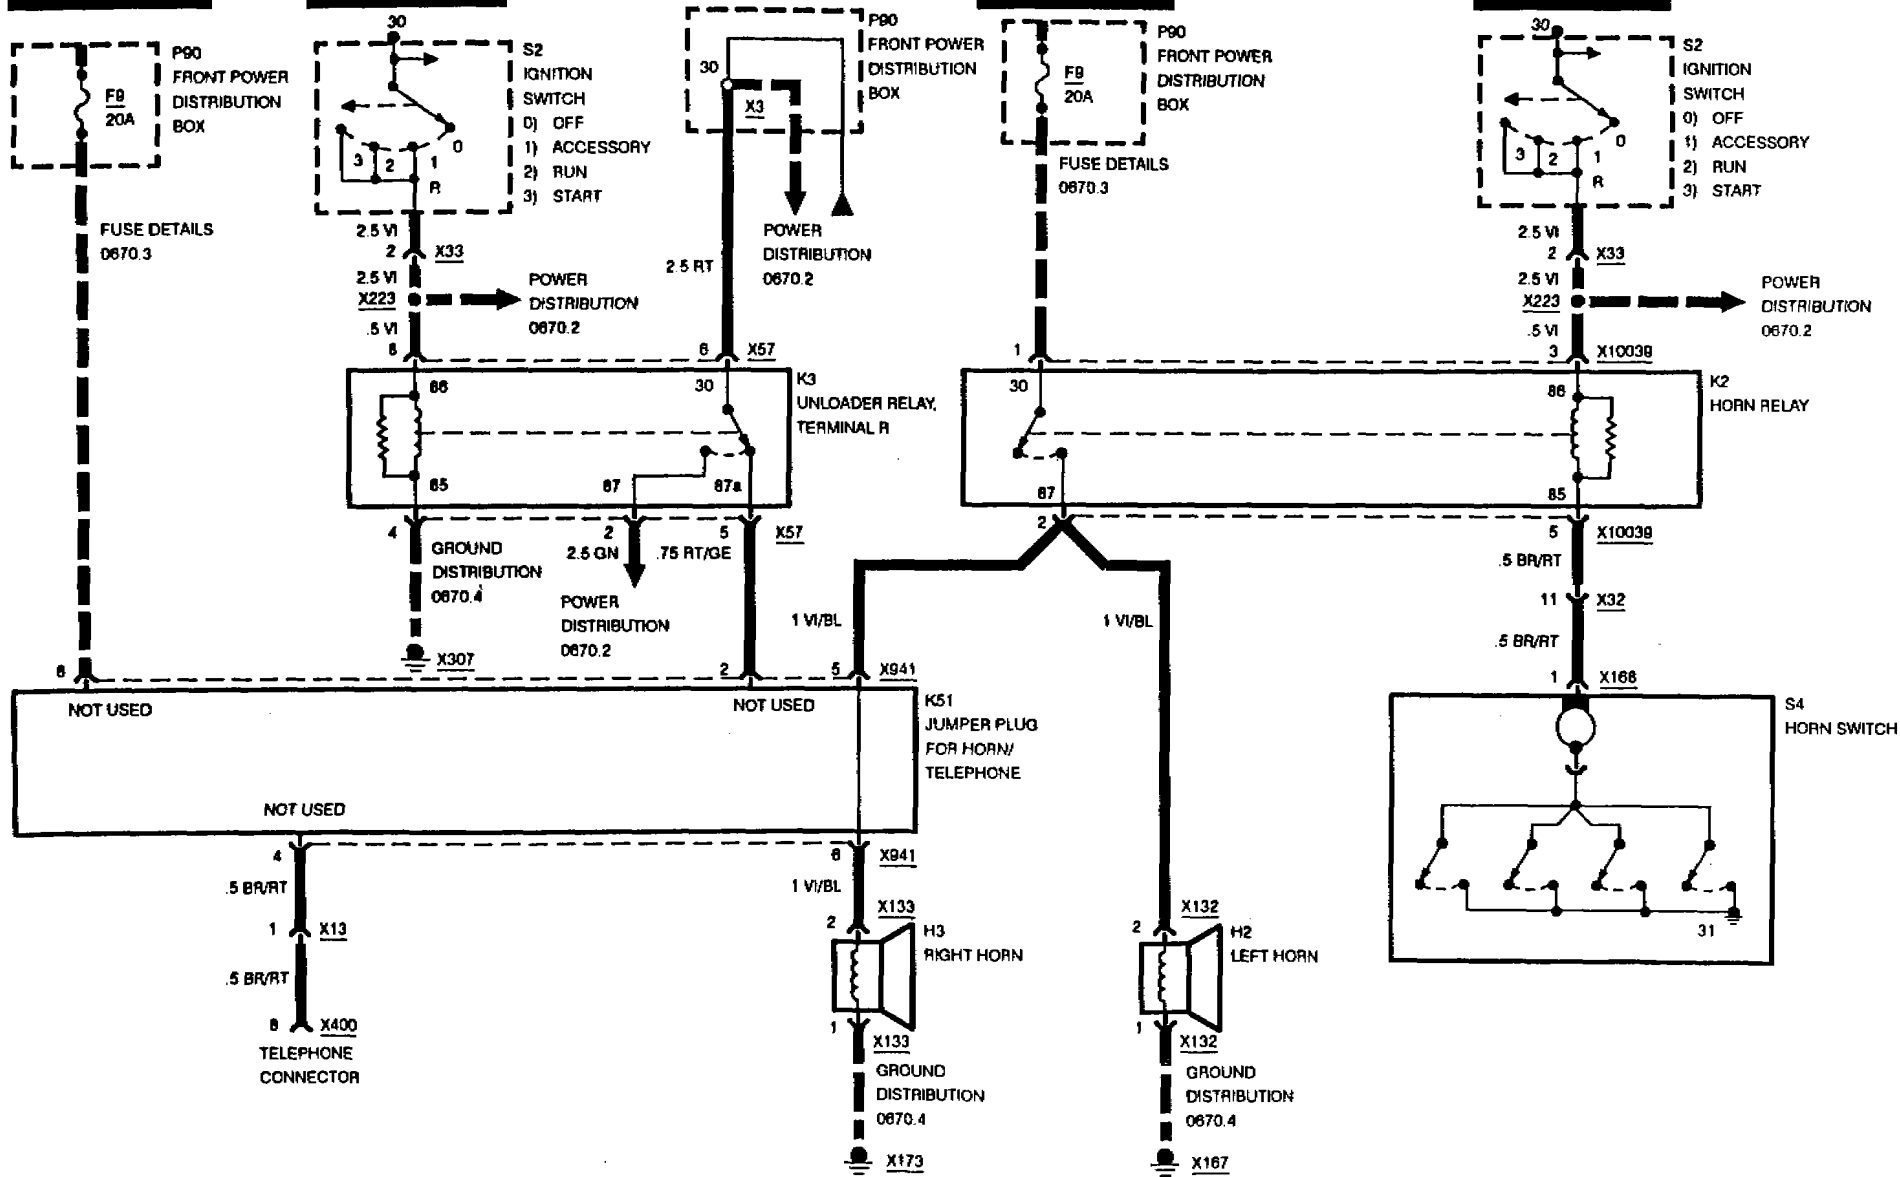 P90
FRONT POWER
DISTRIBUTION
BOX
F9
20A
FUSE DETAILS
0670.3
30
S2
IGNITION
SWITCH
0) OFF
1) ACCESSORY
2) RUN
3) START
0
3
2
1
R
2.5 VI
2
X33
2.5 VI
X223
POWER
DISTRIBUTION
0670.2
.5 VI
8
P90
FRONT POWER
DISTRIBUTION
BOX
30
X3
POWER
DISTRIBUTION
0670.2
2.5 RT
6
X57
P90
FRONT POWER
DISTRIBUTION
BOX
F9
20A
FUSE DETAILS
0670.3
1
30
S2
IGNITION
SWITCH
0) OFF
1) ACCESSORY
2) RUN
3) START
0
3
2
1
R
2.5 VI
2
X33
2.5 VI
X223
POWER
DISTRIBUTION
0670.2
.5 VI
3
X10039
86
30
K3
UNLOADER RELAY,
TERMINAL R
85
87
87a
4
2
5
X57
GROUND
DISTRIBUTION
0670.4
2.5 GN
.75 RT/GE
POWER
DISTRIBUTION
0670.2
X307
30
86
K2
HORN RELAY
87
85
2
5
X10039
.5 BR/RT
11
X32
.5 BR/RT
1
X166
1 VI/BL
1 VI/BL
6
2
5
X941
NOT USED
NOT USED
K51
JUMPER PLUG
FOR HORN/
TELEPHONE
NOT USED
S4
HORN SWITCH
31
4
6
X941
.5 BR/RT
1 VI/BL
1
X13
.5 BR/RT
8
X400
TELEPHONE
CONNECTOR
X133
2
H3
RIGHT HORN
1
X133
GROUND
DISTRIBUTION
0670.4
X173
X132
2
H2
LEFT HORN
1
X132
GROUND
DISTRIBUTION
0670.4
X167